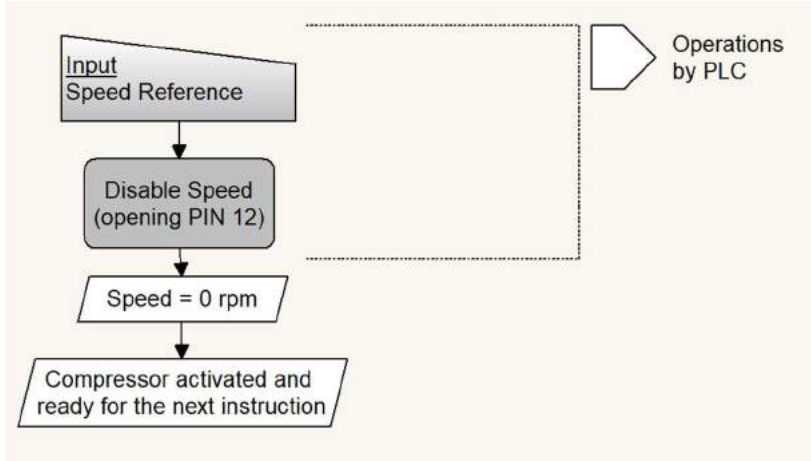 Input
Speed Reference
Operations
by PLC
Disable Speed
(opening PIN 12)
Speed = 0 rpm
Compressor activated and
ready for the next instruction